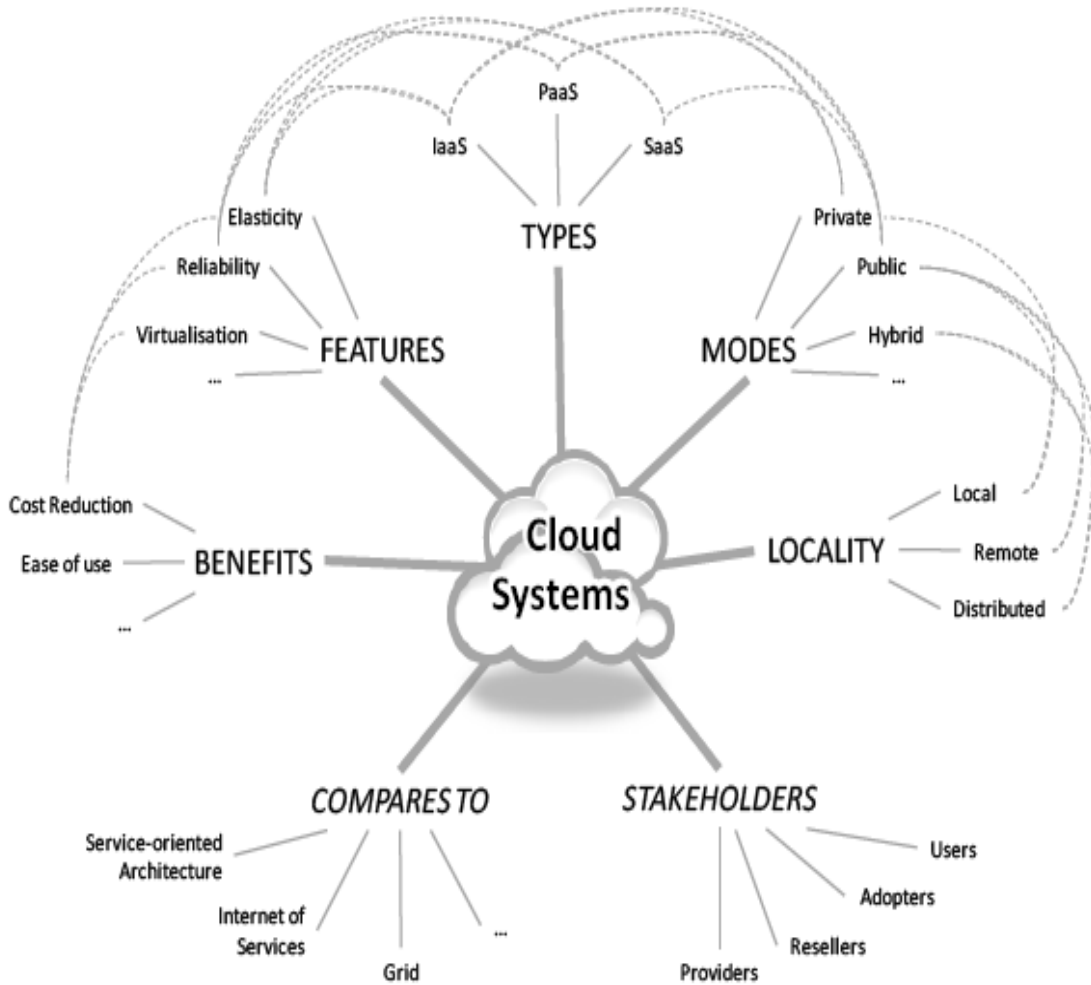 PaaS
IaaS
SaaS
Elasticity
Private
TYPES
Reliability
Public
Virtualisation
Hybrid
FEATURES
MODES
...
...
Cost Reduction
Local
Cloud
Ease of use
BENEFITS
LOCALITY
Remote
Systems
Distributed
...
COMPARES TO
STAKEHOLDERS
Service-oriented
Architecture
Users
Internet of
Services
Adopters
...
Resellers
Grid
Providers